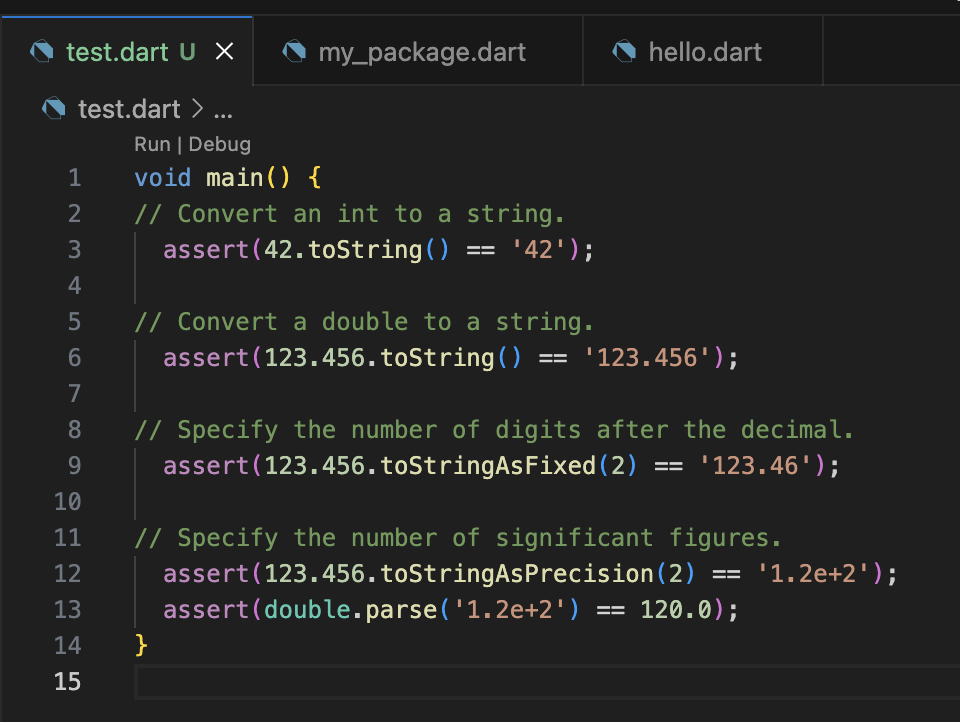 test.dart U
my_package.dart
hello.dart
test.dart > ...
Run | Debug
1 void main() {
2 // Convert an int to a string.
3   assert(42.toString() == '42');
4
5 // Convert a double to a string.
6   assert(123.456.toString() == '123.456');
7
8 // Specify the number of digits after the decimal.
9   assert(123.456.toStringAsFixed(2) == '123.46');
10
11 // Specify the number of significant figures.
12   assert(123.456.toStringAsPrecision(2) == '1.2e+2');
13   assert(double.parse('1.2e+2') == 120.0);
14 }
15